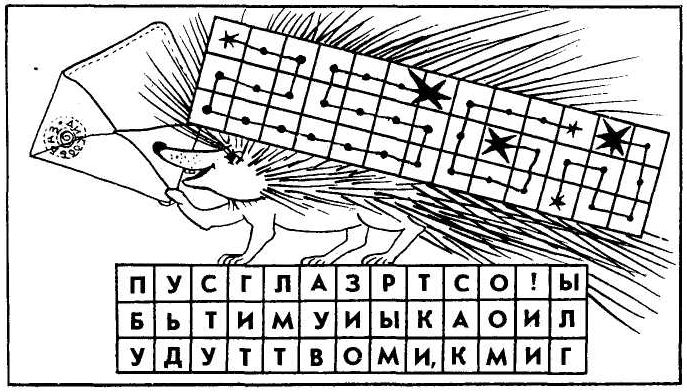 П У С Г Л А З Р Т С О ! Ы
Б Ь Т И М У И Ы К А О И Л
У Д У Т Т В О М И, К М И Г